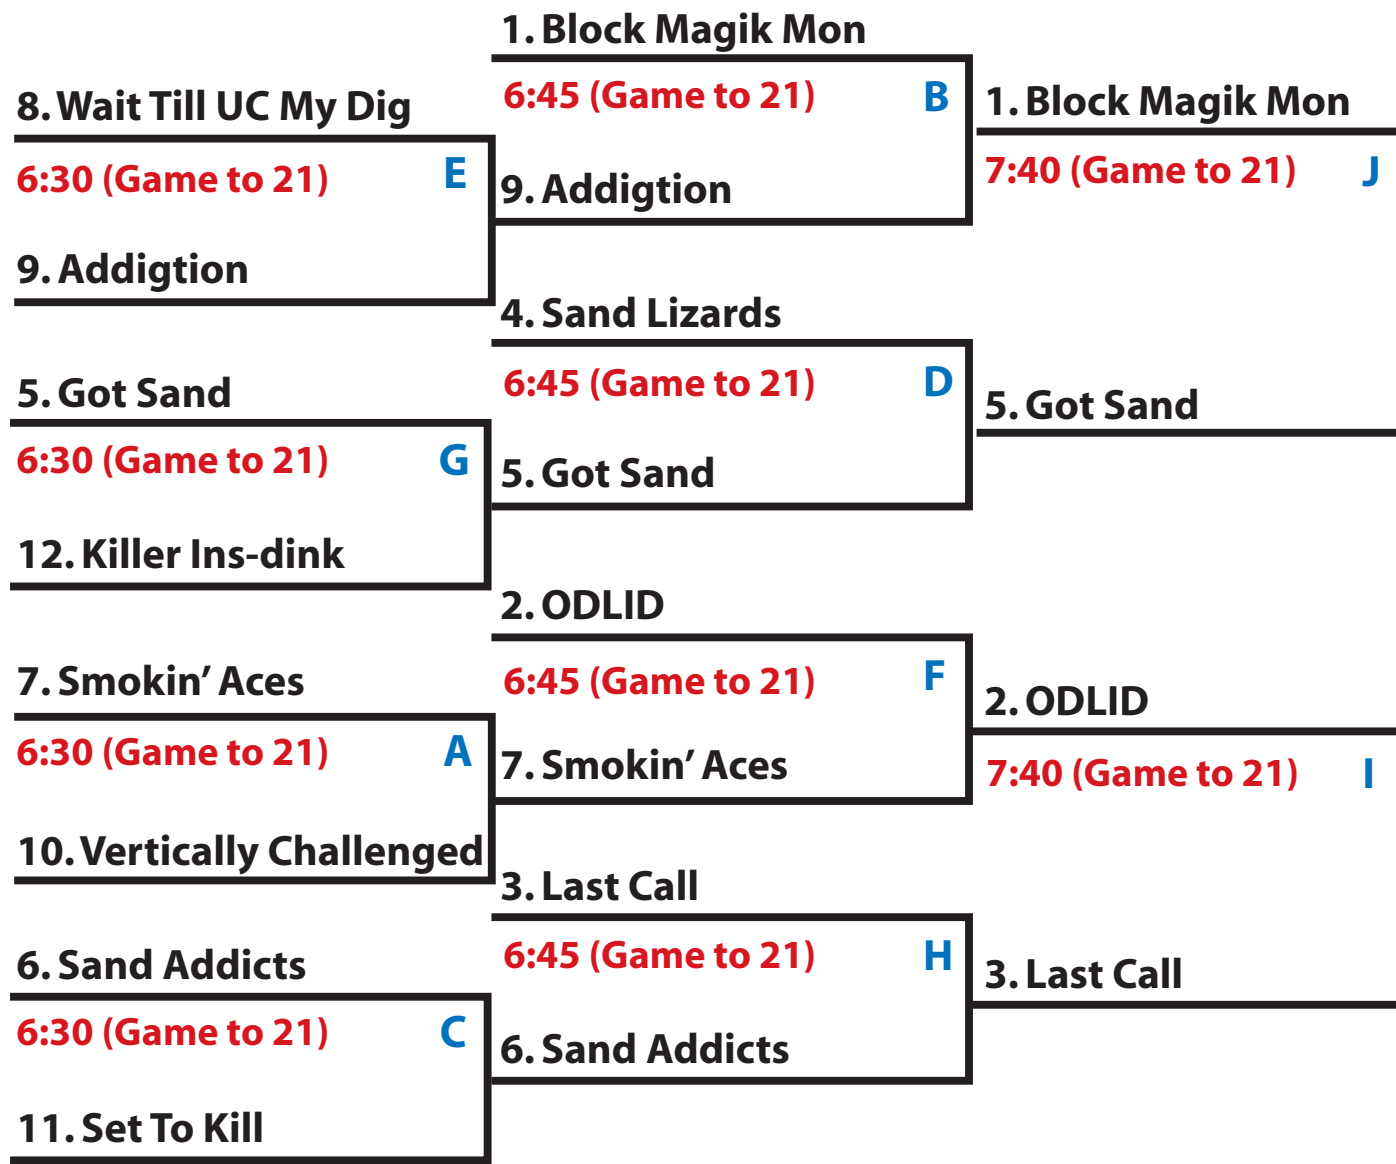 1. Block Magik Mon
8. Wait Till UC My Dig
6:45 (Game to 21) B
1. Block Magik Mon
6:30 (Game to 21) E
9. Addigtion
7:40 (Game to 21) J
9. Addigtion
4. Sand Lizards
5. Got Sand
6:45 (Game to 21) D
5. Got Sand
6:30 (Game to 21) G
5. Got Sand
12. Killer Ins-dink
2. ODLID
7. Smokin' Aces
6:45 (Game to 21) F
2. ODLID
6:30 (Game to 21) A
7. Smokin' Aces
7:40 (Game to 21) I
10. Vertically Challenged
3. Last Call
6. Sand Addicts
6:45 (Game to 21) H
3. Last Call
6:30 (Game to 21) C
6. Sand Addicts
11. Set To Kill